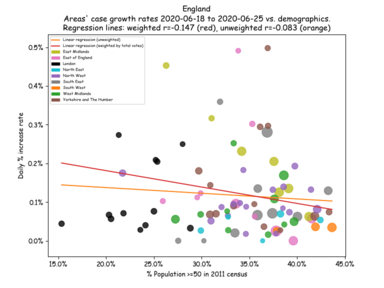 England
Areas' case growth rates 2020-06-18 to 2020-06-25 vs. demographics.
Regression lines: weighted r=-0.147 (red), unweighted r=-0.083 (orange)
Linear regression (unweighted)
Linear regression (weighted by total votes)
East Midlands
East of England
London
North East
North West
South East
South West
West Midlands
Yorkshire and The Humber
Daily % increase rate
0.5%
0.4%
0.3%
0.2%
0.1%
0.0%
15.0% 20.0% 25.0% 30.0% 35.0% 40.0% 45.0%
% Population >=50 in 2011 census